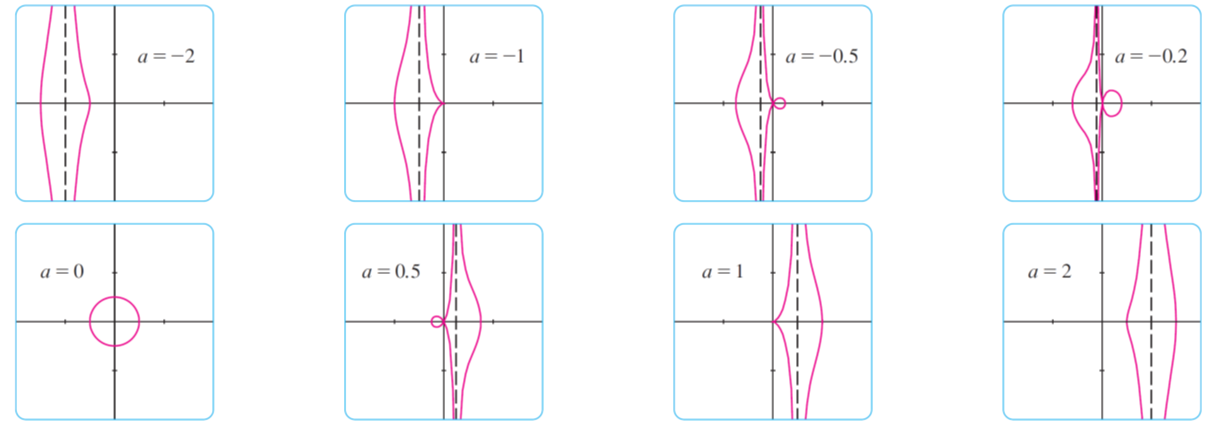 a = −2
a = −1
a = −0.5
a = −0.2
a = 0
a = 0.5
a = 1
a = 2